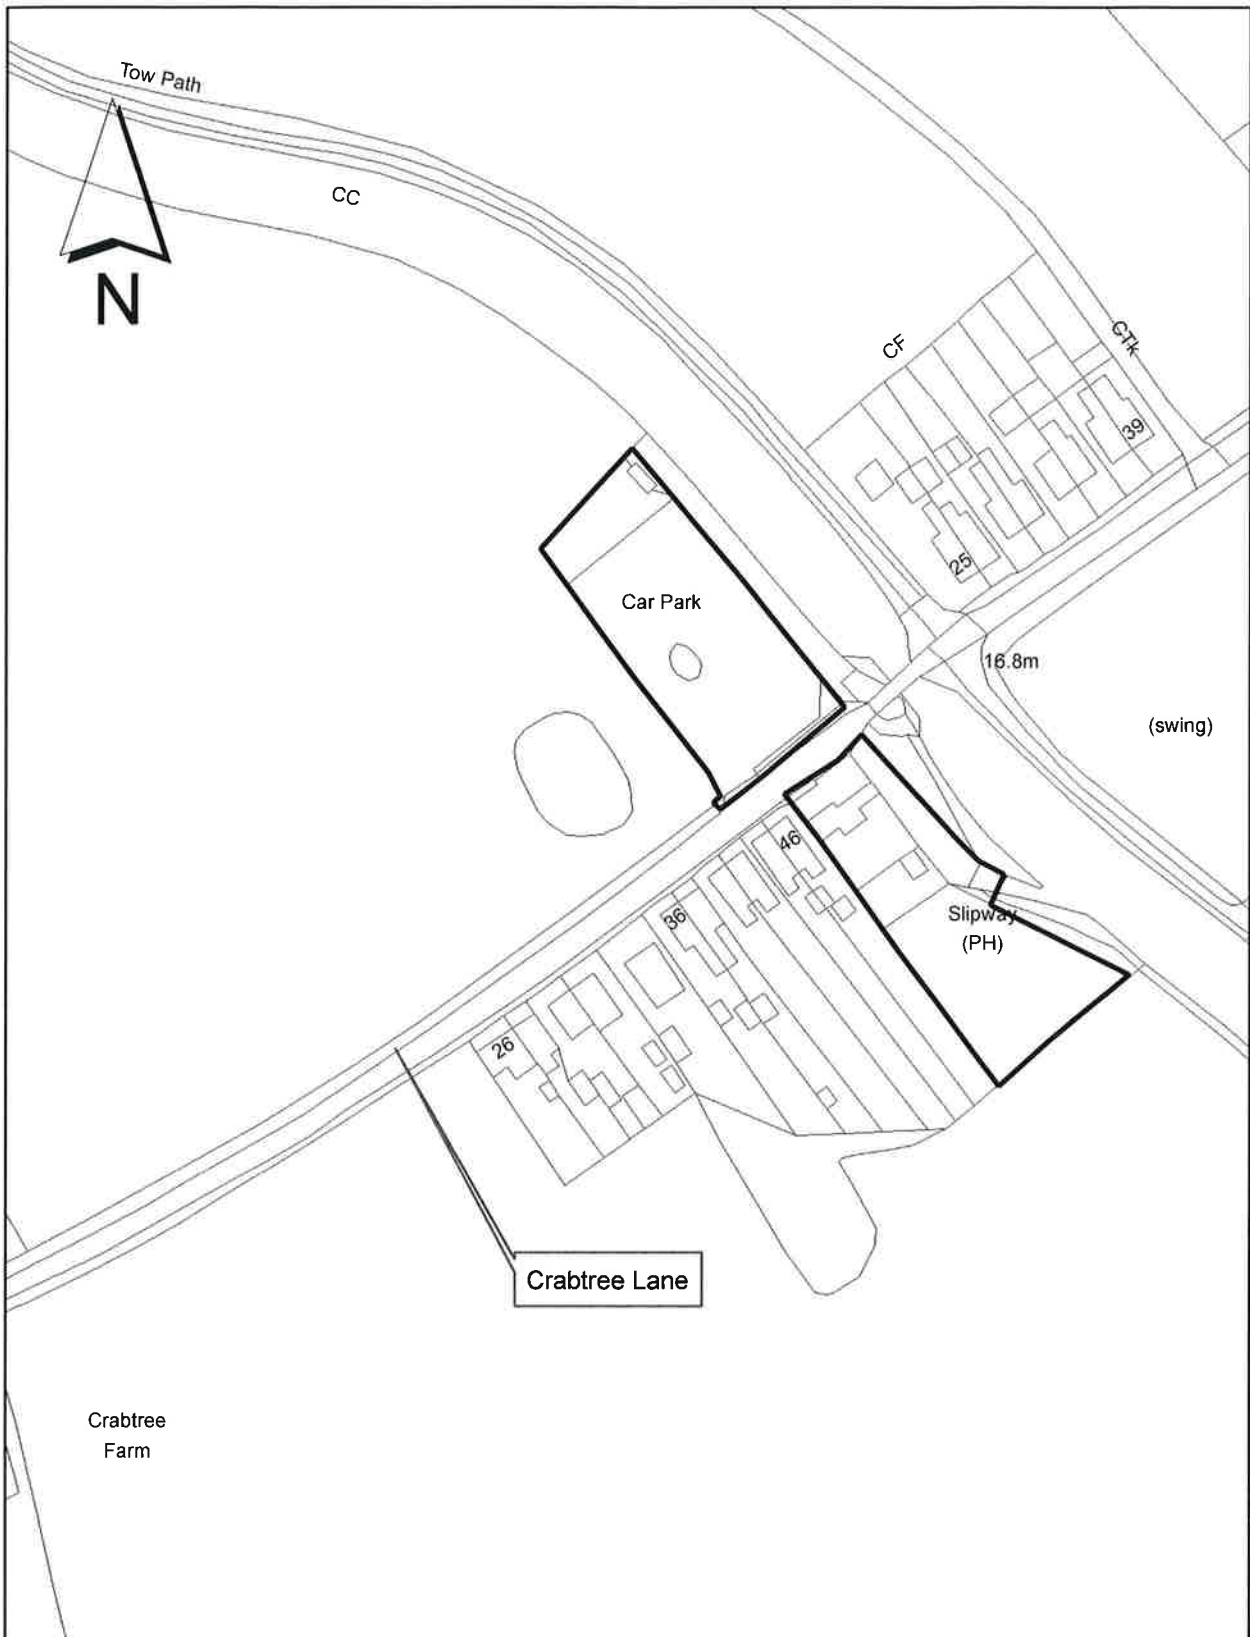 Tow Path
CC
N
CF
CTk
39
25
Car Park
16.8m
(swing)
46
36
Slipway
(PH)
26
Crabtree Lane
Crabtree
Farm